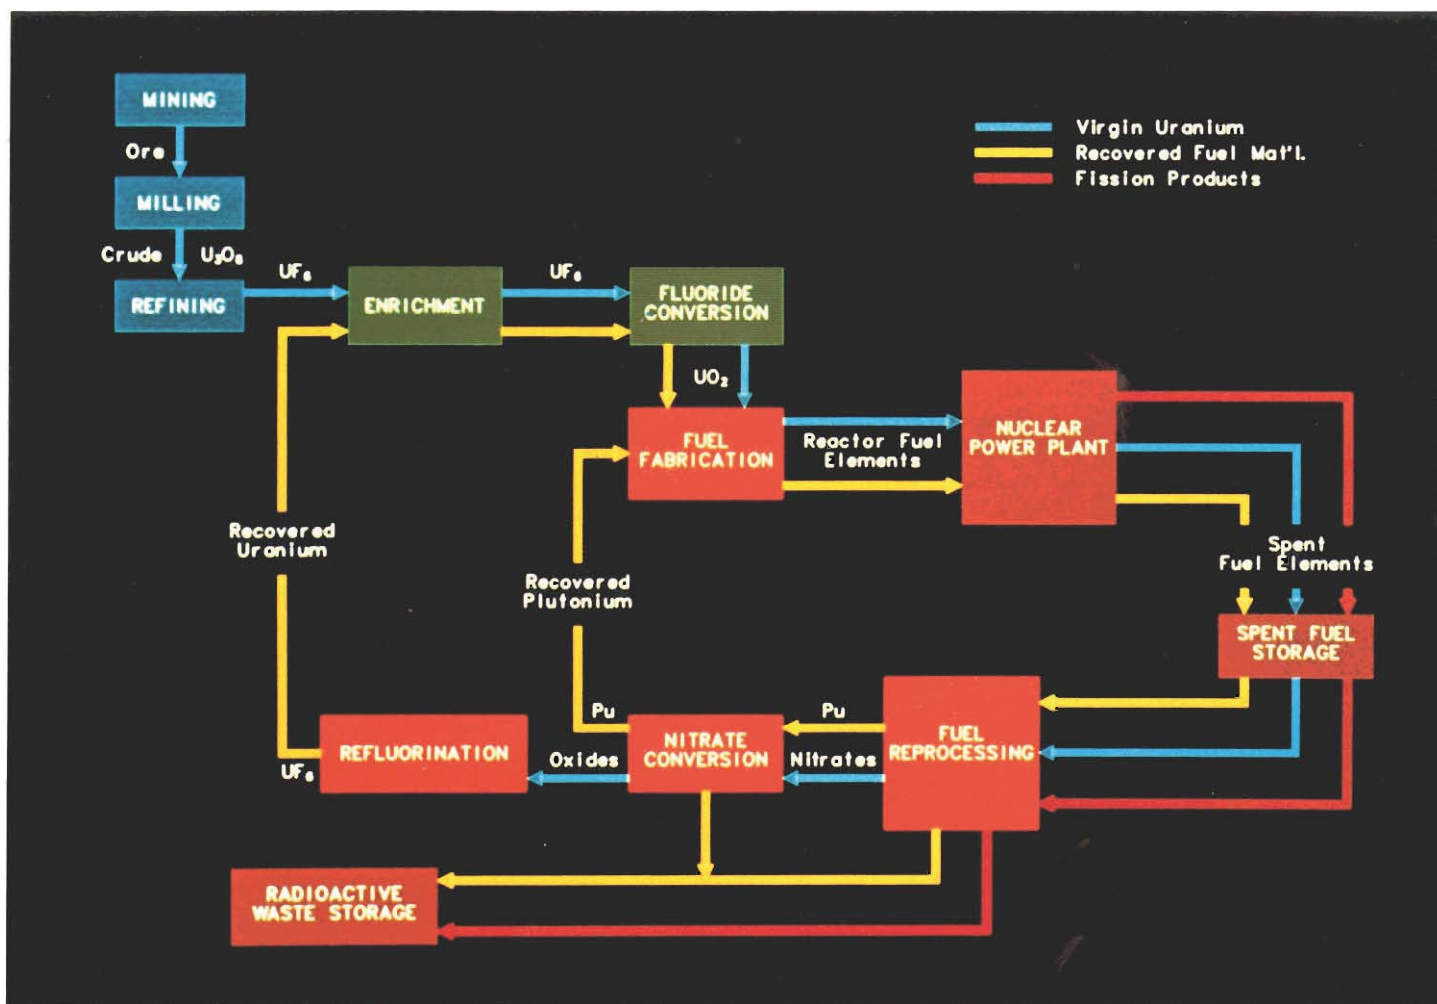 MINING
Ore
MILLING
Crude U₃O₈
REFINING
UF₆
ENRICHMENT
UF₆
FLUORIDE
CONVERSION
UO₂
FUEL
FABRICATION
Reactor Fuel
Elements
NUCLEAR
POWER PLANT
Virgin Uranium
Recovered Fuel Mat'l.
Fission Products
Spent
Fuel Elements
SPENT FUEL
STORAGE
Recovered
Uranium
Recovered
Plutonium
FUEL
REPROCESSING
Pu
Nitrates
NITRATE
CONVERSION
Pu
Oxides
REFLUORINATION
UF₆
RADIOACTIVE
WASTE STORAGE